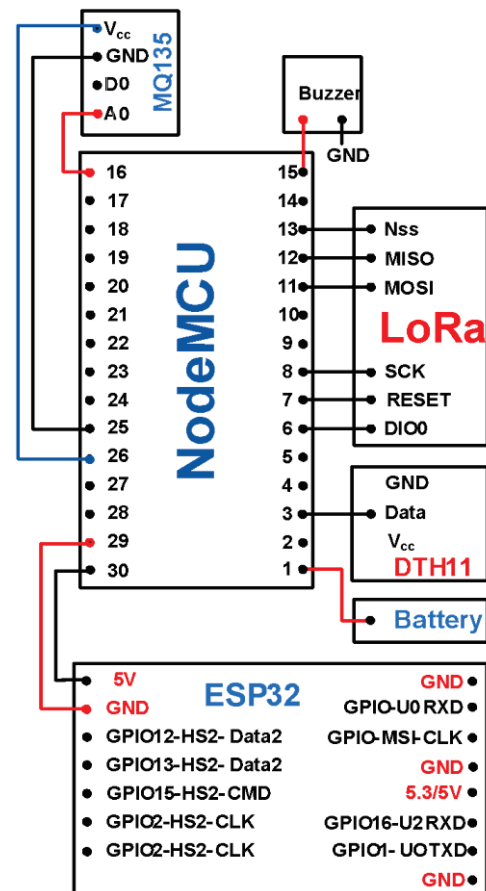 Vcc
GND
D0
A0
MQ135
Buzzer
GND
NodeMCU
16
17
18
19
20
21
22
23
24
25
26
27
28
29
30
15
14
13
12
11
10
9
8
7
6
5
4
3
2
1
Nss
MISO
MOSI
LoRa
SCK
RESET
DIO0
GND
Data
Vcc
DTH11
Battery
ESP32
5V
GND
GPIO12-HS2- Data2
GPIO13-HS2- Data2
GPIO15-HS2-CMD
GPIO2-HS2-CLK
GPIO2-HS2-CLK
GND
GPIO-U0RXD
GPIO-MSI-CLK
GND
5.3/5V
GPIO16-U2RXD
GPIO1- UOTXD
GND